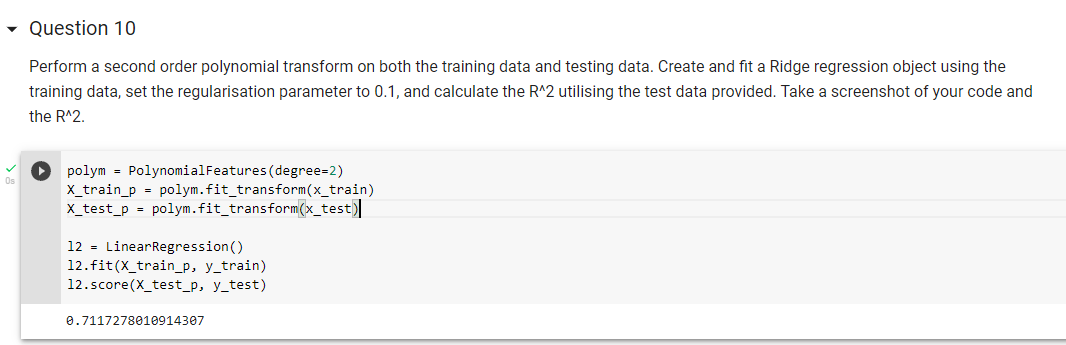 Question 10
Perform a second order polynomial transform on both the training data and testing data. Create and fit a Ridge regression object using the
training data, set the regularisation parameter to 0.1, and calculate the R^2 utilising the test data provided. Take a screenshot of your code and
the R^2.
0s
polym = PolynomialFeatures(degree=2)
X_train_p = polym.fit_transform(x_train)
X_test_p = polym.fit_transform(x_test)
l2 = LinearRegression()
l2.fit(X_train_p, y_train)
l2.score(X_test_p, y_test)
0.7117278010914307